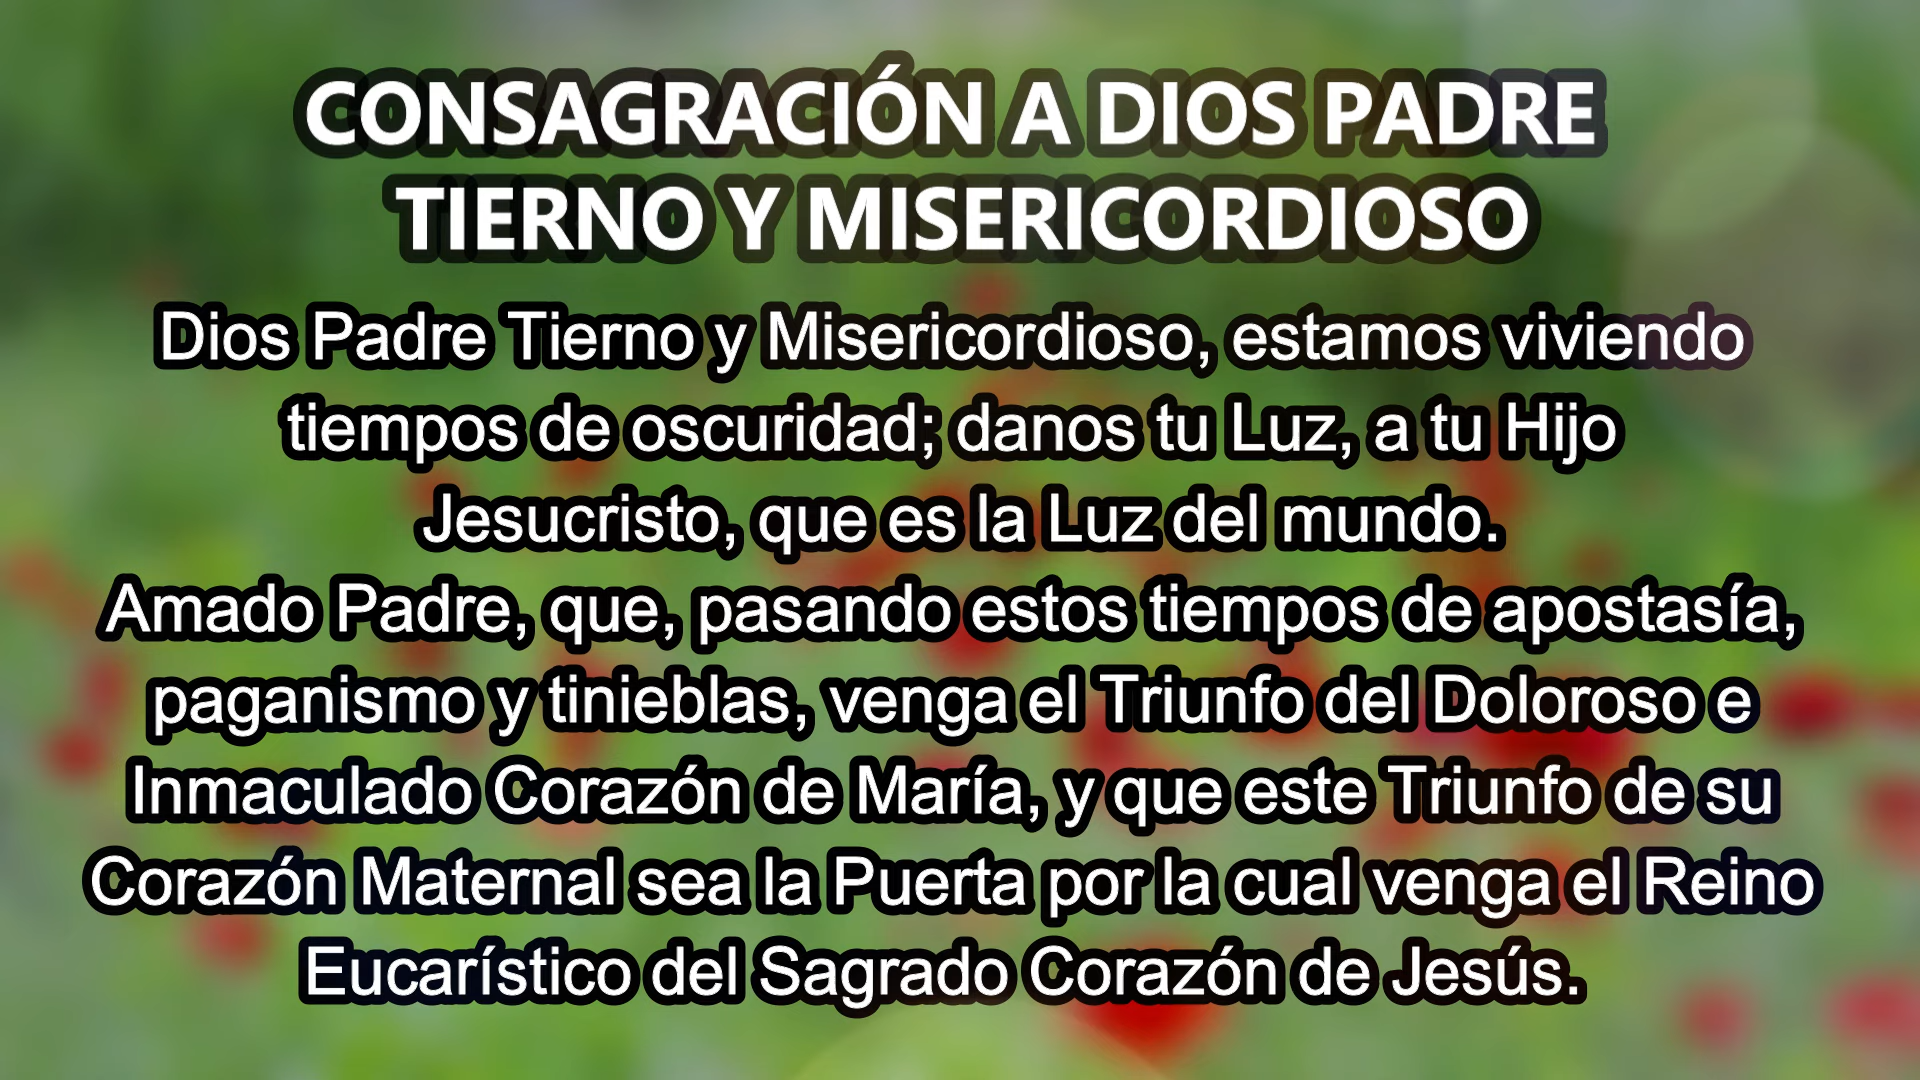 CONSAGRACIÓN A DIOS PADRE
TIERNO Y MISERICORDIOSO
Dios Padre Tierno y Misericordioso, estamos viviendo
tiempos de oscuridad; danos tu Luz, a tu Hijo
Jesucristo, que es la Luz del mundo.
Amado Padre, que, pasando estos tiempos de apostasía,
paganismo y tinieblas, venga el Triunfo del Doloroso e
Inmaculado Corazón de María, y que este Triunfo de su
Corazón Maternal sea la Puerta por la cual venga el Reino
Eucarístico del Sagrado Corazón de Jesús.